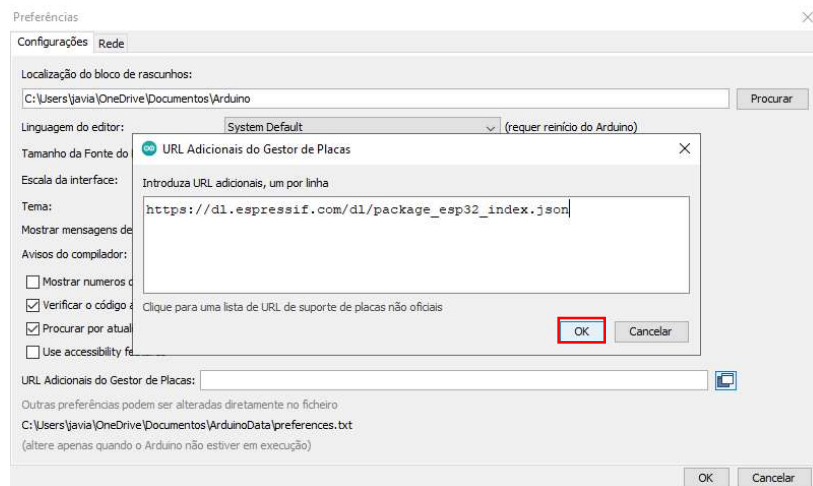 Preferências
Configurações Rede
Localização do bloco de rascunhos:
C:\Users\javia\OneDrive\Documentos\Arduino Procurar
Linguagem do editor: System Default (requer reinício do Arduino)
Tamanho da Fonte do
URL Adicionais do Gestor de Placas
Escala da interface:
Introduza URL adicionais, um por linha
Tema:
https://dl.espressif.com/dl/package_esp32_index.json
Mostrar mensagens de
Avisos do compilador:
Mostrar numeros d
Verificar o código a
Clique para uma lista de URL de suporte de placas não oficiais
Procurar por atuali
OK Cancelar
Use accessibility fe
URL Adicionais do Gestor de Placas:
Outras preferências podem ser alteradas diretamente no ficheiro
C:\Users\javia\OneDrive\Documentos\ArduinoData\preferences.txt
(altere apenas quando o Arduino não estiver em execução)
OK Cancelar